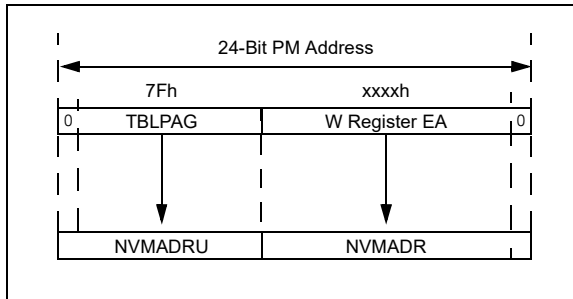 24-Bit PM Address
7Fh xxxxh
0 TBLPAG W Register EA 0
NVMADRU NVMADR